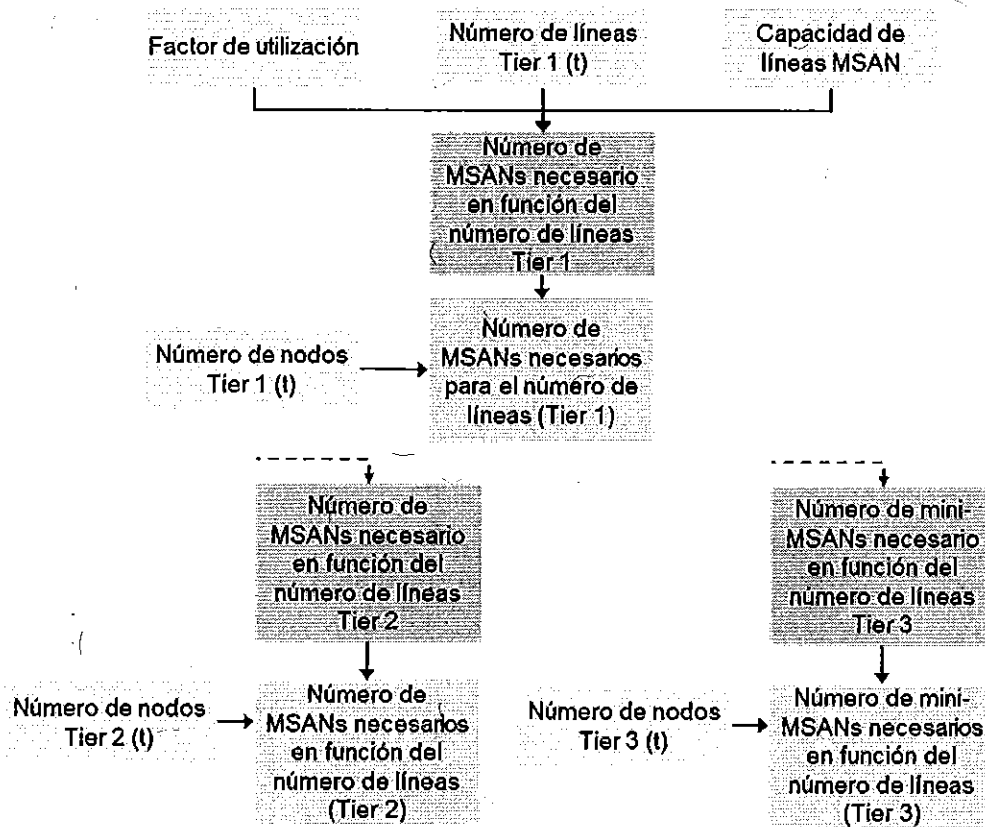 Factor de utilización
Número de líneas
Tier 1 (t)
Capacidad de
líneas MSAN
Número de
MSANs necesario
en función del
número de líneas
Tier 1
Número de nodos
Tier 1 (t)
Número de
MSANs necesarios
para el número de
líneas (Tier 1)
Número de
MSANs necesario
en función del
número de líneas
Tier 2
Número de mini-
MSANs necesario
en función del
número de líneas
Tier 3
Número de nodos
Tier 2 (t)
Número de
MSANs necesarios
en función del
número de líneas
(Tier 2)
Número de nodos
Tier 3 (t)
Número de mini-
MSANs necesarios
en función del
número de líneas
(Tier 3)